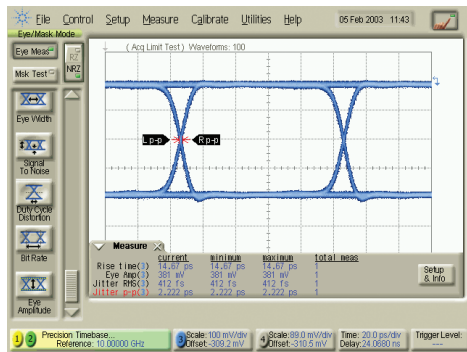 File Control Setup Measure Calibrate Utilities Help 05 Feb 2003 11:43
Eye/Mask Mode
Eye Meas
RZ
NRZ
Msk Test
( Acq Limit Test ) Waveforms: 100
Eye Width
Signal
To Noise
Duty Cycle
Distortion
Bit Rate
Eye
Amplitude
L p-p
R p-p
Measure
current minimum maximum total meas
Rise time(3) 14.67 ps 14.67 ps 14.67 ps 1
Eye Amp(3) 381 mV 381 mV 381 mV 1
Jitter RMS(3) 412 fs 412 fs 412 fs 1
Jitter p-p(3) 2.222 ps 2.222 ps 2.222 ps 1
Setup
& Info
1 2 Precision Timebase...
Reference: 10.00000 GHz
3 Scale: 100 mV/div
Offset:-309.2 mV
4 Scale:89.0 mV/div
Offset:-310.5 mV
Time: 20.0 ps/div
Delay:24.0680 ns
Trigger Level:
----